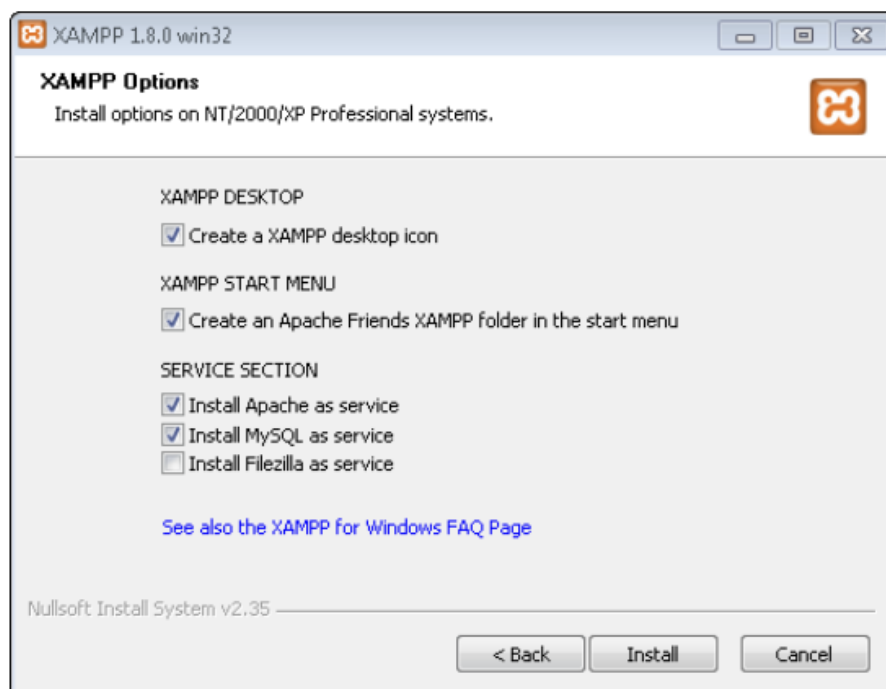 XAMPP 1.8.0 win32
XAMPP Options
Install options on NT/2000/XP Professional systems.
XAMPP DESKTOP
Create a XAMPP desktop icon
XAMPP START MENU
Create an Apache Friends XAMPP folder in the start menu
SERVICE SECTION
Install Apache as service
Install MySQL as service
Install Filezilla as service
See also the XAMPP for Windows FAQ Page
Nullsoft Install System v2.35
< Back Install Cancel